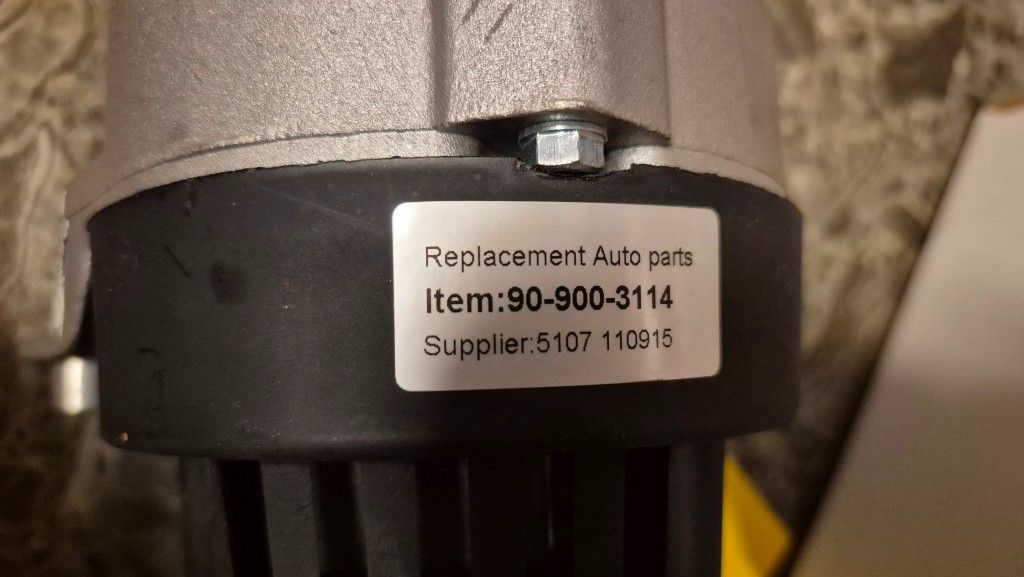 Replacement Auto parts
Item:90-900-3114
Supplier:5107 110915